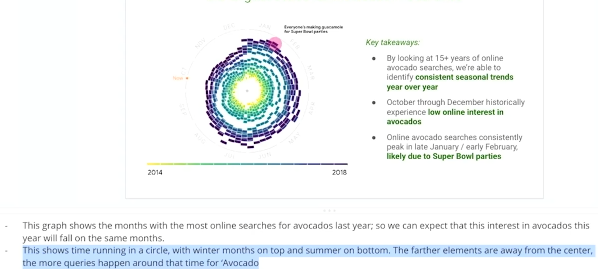 Everyone's making guacamole
for Super Bowl parties
Key takeaways:
By looking at 15+ years of online
avocado searches, we're able to
identify consistent seasonal trends
year over year
October through December historically
experience low online interest in
avocados
Online avocado searches consistently
peak in late January / early February,
likely due to Super Bowl parties
2014
2018
- This graph shows the months with the most online searches for avocados last year; so we can expect that this interest in avocados this
year will fall on the same months.
- This shows time running in a circle, with winter months on top and summer on bottom. The farther elements are away from the center,
the more queries happen around that time for 'Avocado